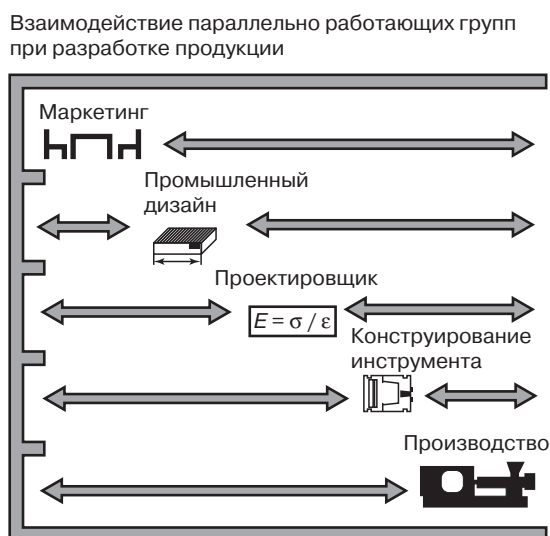 Взаимодействие параллельно работающих групп
при разработке продукции
Маркетинг
Промышленный
дизайн
Проектировщик
E = σ / ε
Конструирование
инструмента
Производство